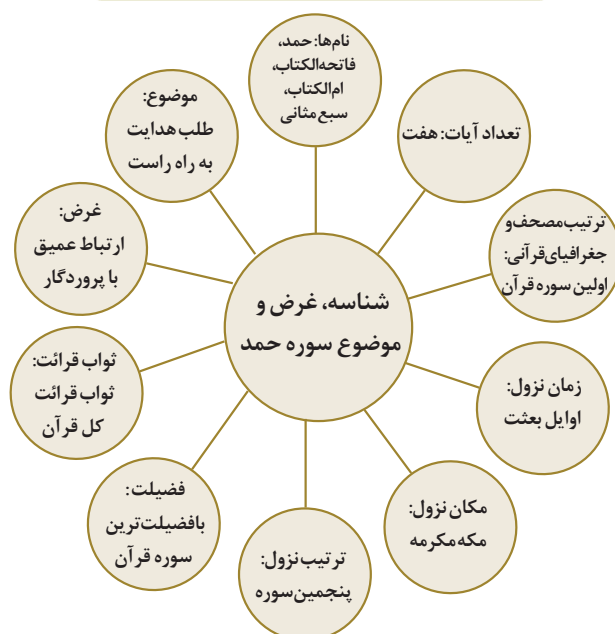 نام‌ها: حمد،
فاتحه‌الکتاب،
ام‌الکتاب،
سبع مثانی
تعداد آیات: هفت
ترتیب مصحف و
جغرافیای قرآنی:
اولین سوره قرآن
زمان نزول:
اوایل بعثت
مکان نزول:
مکه مکرمه
ترتیب نزول:
پنجمین سوره
فضیلت:
بافضیلت‌ترین
سوره قرآن
ثواب قرائت:
ثواب قرائت
کل قرآن
غرض:
ارتباط عمیق
با پروردگار
موضوع:
طلب هدایت
به راه راست
شناسه، غرض و
موضوع سوره حمد